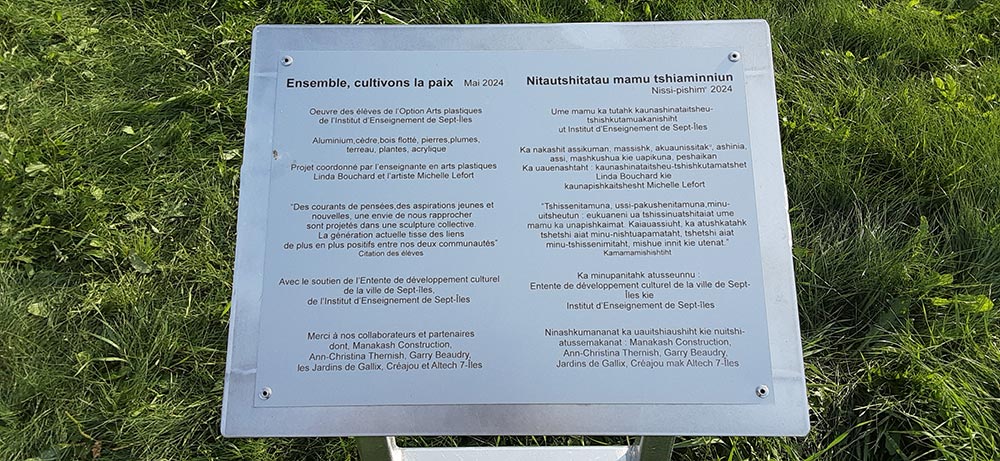 Ensemble, cultivons la paix Mai 2024
Oeuvre des élèves de l'Option Arts plastiques
de l'Institut d'Enseignement de Sept-Îles
Aluminium,cèdre,bois flotté, pierres,plumes,
terreau, plantes, acrylique
Projet coordonné par l'enseignante en arts plastiques
Linda Bouchard et l'artiste Michelle Lefort
"Des courants de pensées,des aspirations jeunes et
nouvelles, une envie de nous rapprocher
sont projetés dans une sculpture collective.
La génération actuelle tisse des liens
de plus en plus positifs entre nos deux communautés"
Citation des élèves
Avec le soutien de l'Entente de développement culturel
de la ville de Sept-Îles,
de l'Institut d'Enseignement de Sept-Îles
Merci à nos collaborateurs et partenaires
dont, Manakash Construction,
Ann-Christina Thernish, Garry Beaudry,
les Jardins de Gallix, Créajou et Altech 7-Îles
Nitautshitatau mamu tshiaminniun
Nissi-pishimᵘ 2024
Ume mamu ka tutahk kaunashinataitsheu-
tshishkutamuakanishiht
ut Institut d'Enseignement de Sept-Îles
Ka nakashit assikuman, massishk, akuaunissitakᵘ, ashinia,
assi, mashkushua kie uapikuna, peshaikan
Ka uauenashtaht : kaunashinataitsheu-tshishkutamatshet
Linda Bouchard kie
kaunapishkaitshesht Michelle Lefort
"Tshissenitamuna, ussi-pakushenitamuna,minu-
uitsheutun : eukuaneni ua tshissinuatshitaiat ume
mamu ka unapishkaimat. Kaiauassiuht, ka atushkatahk
tshetshi aiat minu-nishtuapamataht, tshetshi aiat
minu-tshissenimitaht, mishue innit kie utenat."
Kamamamishishtiht
Ka minupanitahk atusseunnu :
Entente de développement culturel de la ville de Sept-
Îles kie
Institut d'Enseignement de Sept-Îles
Ninashkumananat ka uauitshiaushiht kie nuitshi-
atussemakanat : Manakash Construction,
Ann-Christina Thernish, Garry Beaudry,
Jardins de Gallix, Créajou mak Altech 7-Îles